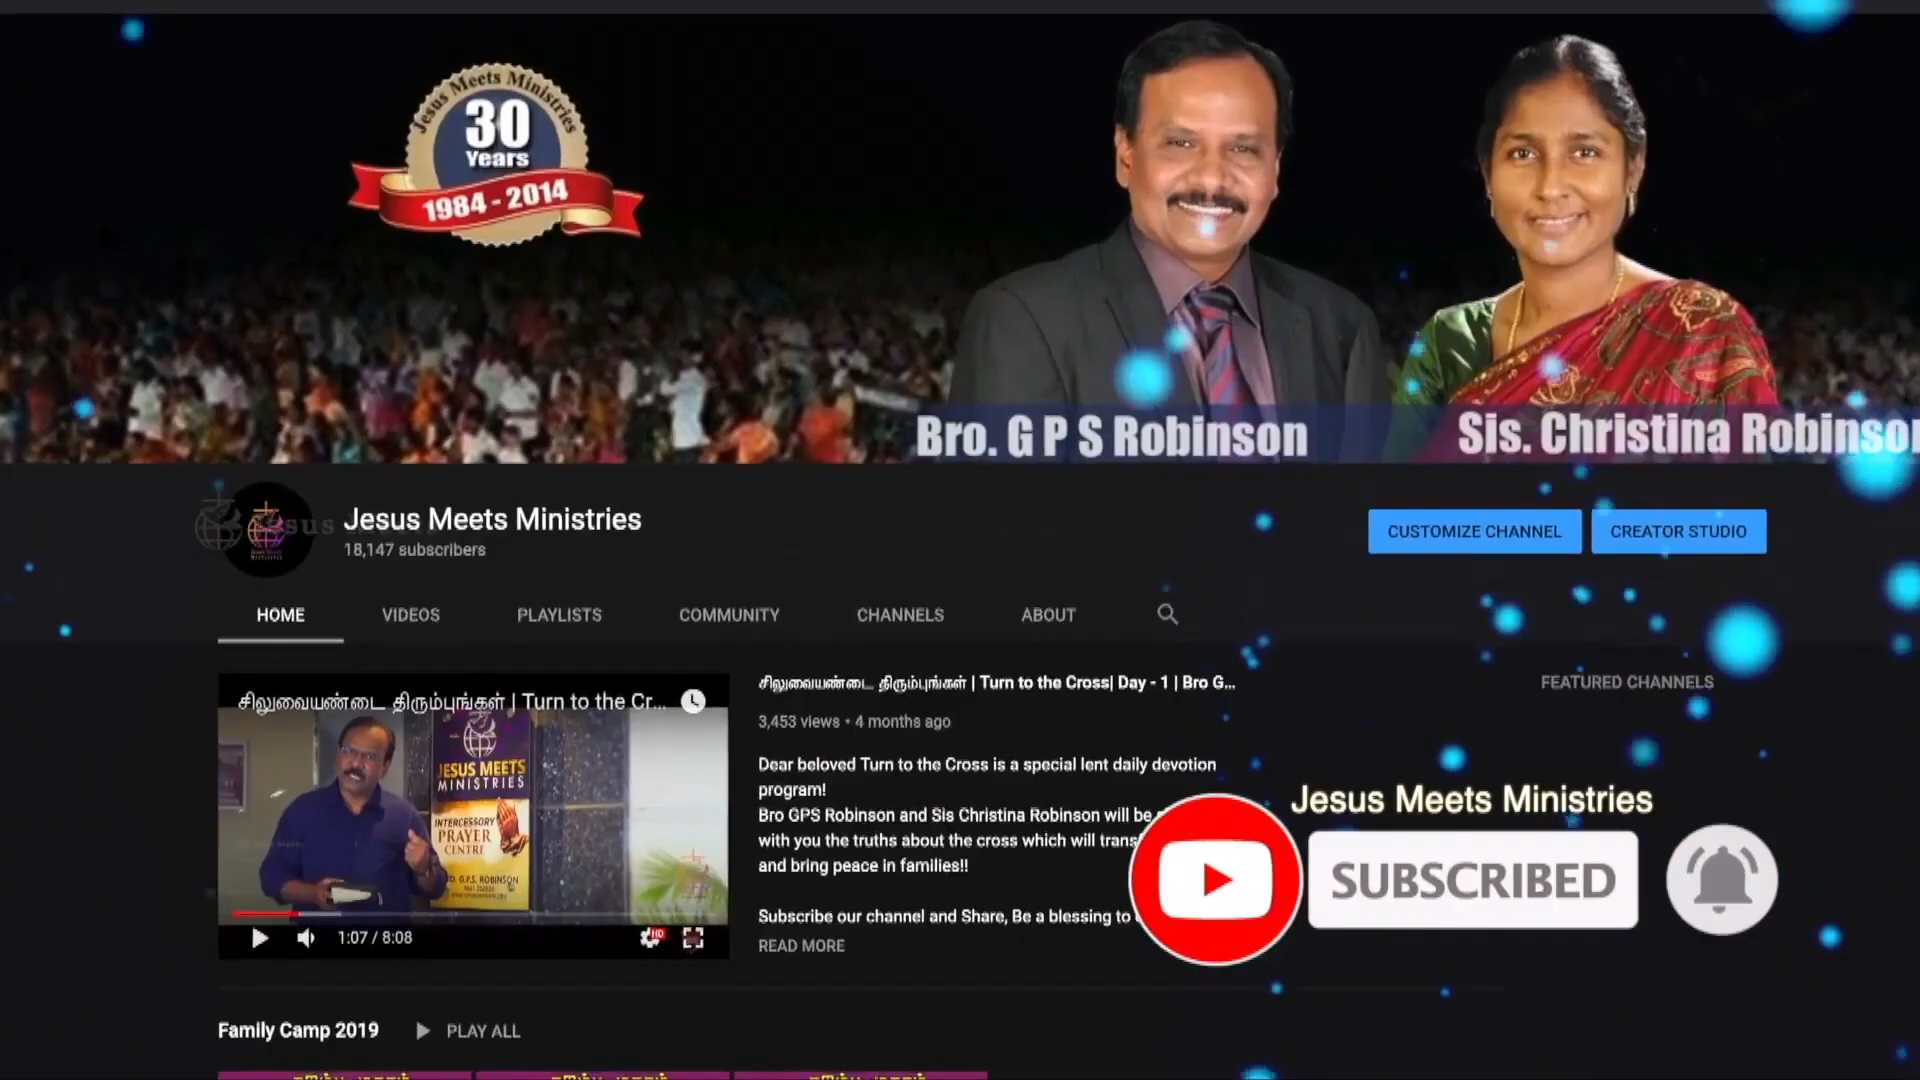 Jesus Meets Ministries
30
Years
1984 - 2014
Bro. G P S Robinson
Sis. Christina Robinson
Jesus Meets Ministries
18,147 subscribers
CUSTOMIZE CHANNEL
CREATOR STUDIO
HOME
VIDEOS
PLAYLISTS
COMMUNITY
CHANNELS
ABOUT
சிலுவையண்டை திரும்புங்கள் | Turn to the Cr...
JESUS MEETS
MINISTRIES
INTERCESSORY
PRAYER
CENTRE
G.P.S. ROBINSON
1:07 / 8:08
HD
சிலுவையண்டை திரும்புங்கள் | Turn to the Cross| Day - 1 | Bro G...
3,453 views • 4 months ago
Dear beloved Turn to the Cross is a special lent daily devotion
program!
Bro GPS Robinson and Sis Christina Robinson will be
with you the truths about the cross which will
and bring peace in families!!
Subscribe our channel and Share, Be a blessing to
READ MORE
FEATURED CHANNELS
Jesus Meets Ministries
SUBSCRIBED
Family Camp 2019
PLAY ALL